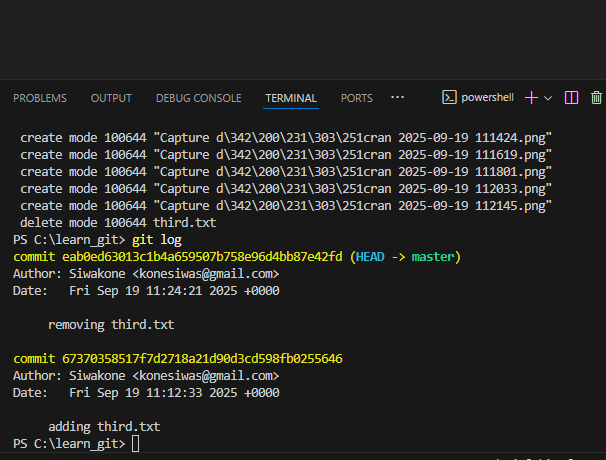 PROBLEMS OUTPUT DEBUG CONSOLE TERMINAL PORTS ... powershell
create mode 100644 "Capture d\342\200\231\303\251cran 2025-09-19 111424.png"
create mode 100644 "Capture d\342\200\231\303\251cran 2025-09-19 111619.png"
create mode 100644 "Capture d\342\200\231\303\251cran 2025-09-19 111801.png"
create mode 100644 "Capture d\342\200\231\303\251cran 2025-09-19 112033.png"
create mode 100644 "Capture d\342\200\231\303\251cran 2025-09-19 112145.png"
delete mode 100644 third.txt
PS C:\learn_git> git log
commit eab0ed63013c1b4a659507b758e96d4bb87e42fd (HEAD -> master)
Author: Siwakone <konesiwas@gmail.com>
Date:   Fri Sep 19 11:24:21 2025 +0000
removing third.txt
commit 67370358517f7d2718a21d90d3cd598fb0255646
Author: Siwakone <konesiwas@gmail.com>
Date:   Fri Sep 19 11:12:33 2025 +0000
adding third.txt
PS C:\learn_git>